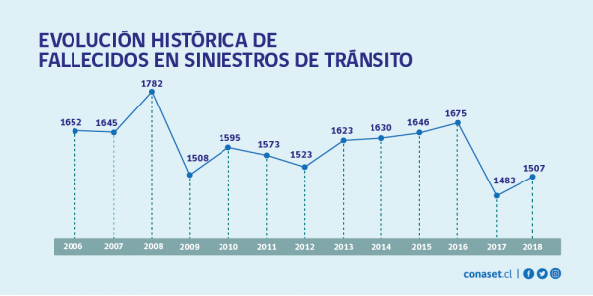 EVOLUCIÓN HISTÓRICA DE
FALLECIDOS EN SINIESTROS DE TRÁNSITO
1652 1645 1782 1508 1595 1573 1523 1623 1630 1646 1675 1483 1507
2006 2007 2008 2009 2010 2011 2012 2013 2014 2015 2016 2017 2018
conaset.cl |